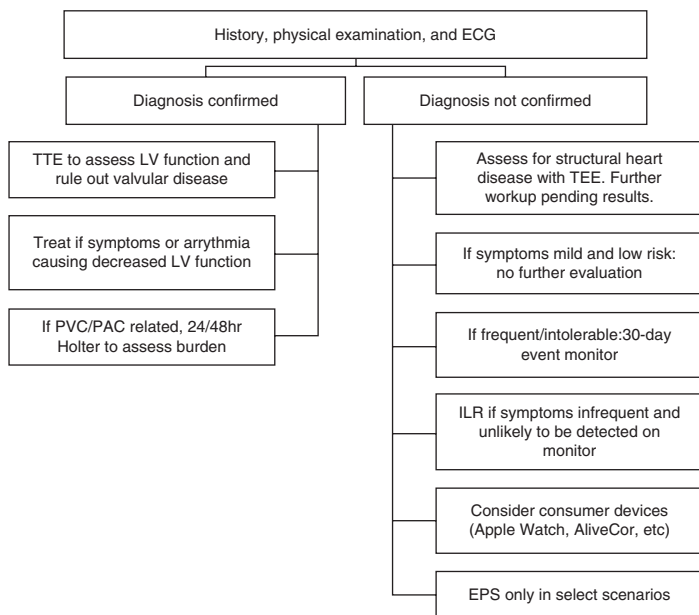 History, physical examination, and ECG
Diagnosis confirmed
TTE to assess LV function and
rule out valvular disease
Treat if symptoms or arrythmia
causing decreased LV function
If PVC/PAC related, 24/48hr
Holter to assess burden
Diagnosis not confirmed
Assess for structural heart
disease with TEE. Further
workup pending results.
If symptoms mild and low risk:
no further evaluation
If frequent/intolerable:30-day
event monitor
ILR if symptoms infrequent and
unlikely to be detected on
monitor
Consider consumer devices
(Apple Watch, AliveCor, etc)
EPS only in select scenarios